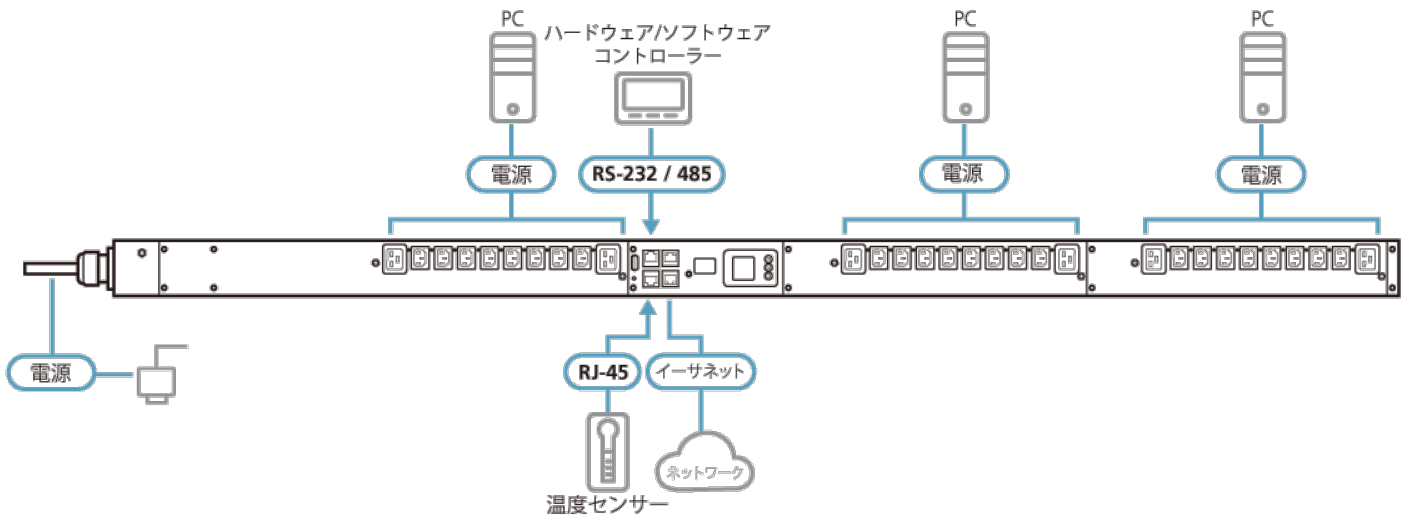 PC
ハードウェア/ソフトウェア
コントローラー
PC
PC
電源
RS-232 / 485
電源
電源
電源
RJ-45
イーサネット
ネットワーク
温度センサー